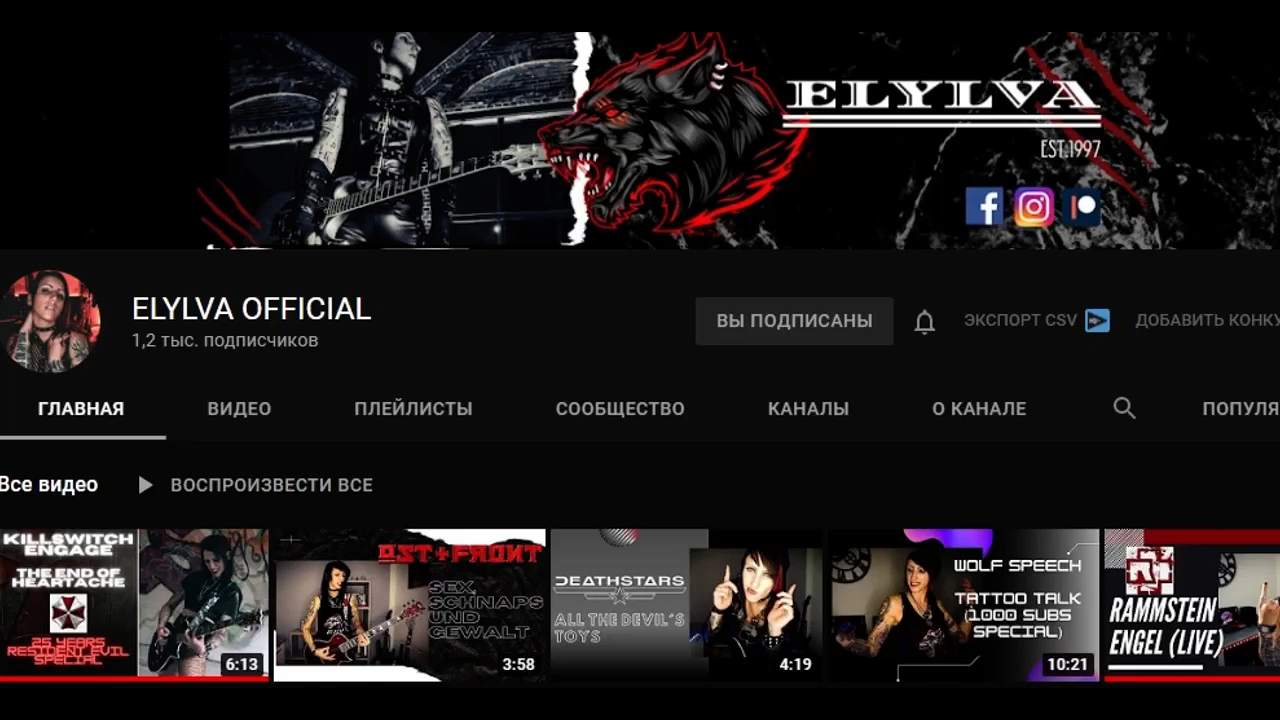 ELYLVA
EST.1997
ELYLVA OFFICIAL
1,2 тыс. подписчиков
ВЫ ПОДПИСАНЫ
ЭКСПОРТ CSV
ДОБАВИТЬ КОНКУ
ГЛАВНАЯ
ВИДЕО
ПЛЕЙЛИСТЫ
СООБЩЕСТВО
КАНАЛЫ
О КАНАЛЕ
ПОПУЛЯ
Все видео
ВОСПРОИЗВЕСТИ ВСЕ
KILLSWITCH
ENGAGE
THE END OF
HEARTACHE
25 YEARS
RESIDENT EVIL
SPECIAL
6:13
OST+FRONT
SEX,
SCHNAPS
UND
GEWALT
3:58
DEATHSTARS
ALL THE DEVIL'S
TOYS
4:19
WOLF SPEECH
TATTOO TALK
(1000 SUBS
SPECIAL)
10:21
RAMMSTEIN
ENGEL (LIVE)